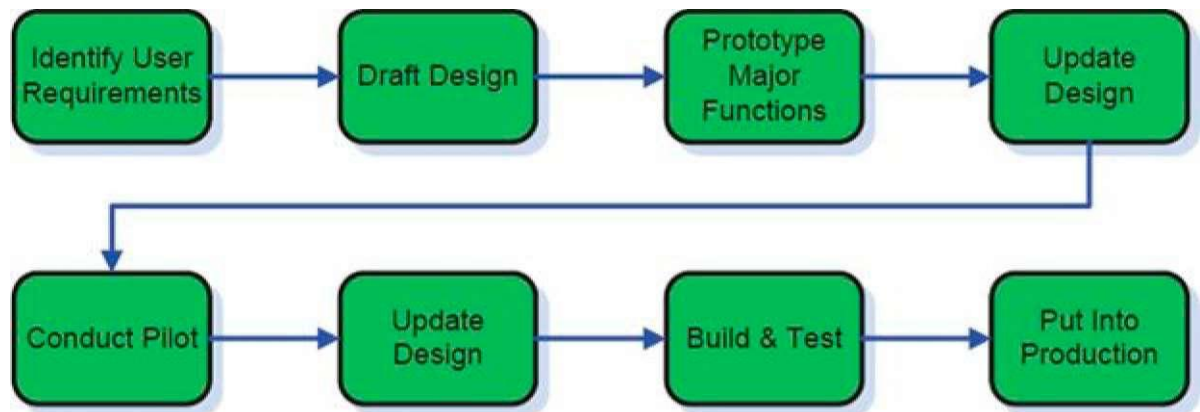 Identify User
Requirements
Draft Design
Prototype
Major
Functions
Update
Design
Conduct Pilot
Update
Design
Build & Test
Put Into
Production